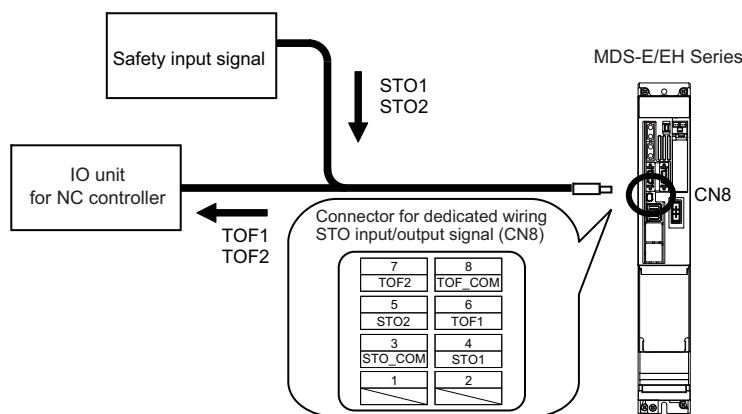 Safety input signal
MDS-E/EH Series
STO1
STO2
IO unit
for NC controller
CN8
TOF1
TOF2
Connector for dedicated wiring
STO input/output signal (CN8)
7 8
TOF2 TOF_COM
5 6
STO2 TOF1
3 4
STO_COM STO1
1 2